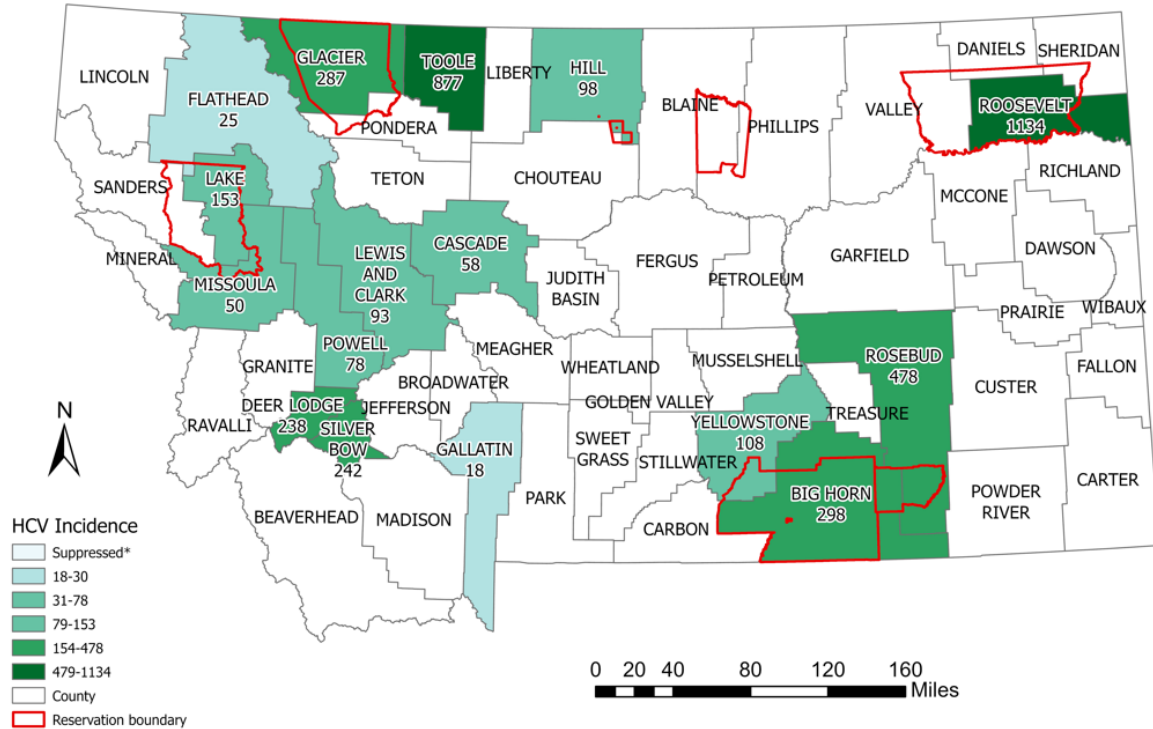 DANIELS
SHERIDAN
LINCOLN
GLACIER
287
TOOLE
877
LIBERTY
HILL
98
BLAINE
PHILLIPS
VALLEY
ROOSEVELT
1134
FLATHEAD
25
PONDERA
TETON
CHOUTEAU
RICHLAND
SANDERS
LAKE
153
MCCONE
MINERAL
MISSOULA
50
LEWIS
AND
CLARK
93
CASCADE
58
JUDITH
BASIN
FERGUS
PETROLEUM
GARFIELD
DAWSON
PRAIRIE
WIBAUX
POWELL
78
GRANITE
MEAGHER
WHEATLAND
MUSSELSHELL
ROSEBUD
478
CUSTER
FALLON
BROADWATER
GOLDEN VALLEY
TREASURE
RAVALLI
DEER LODGE
238
JEFFERSON
SILVER
BOW
242
GALLATIN
18
SWEET
GRASS
STILLWATER
YELLOWSTONE
108
PARK
BIG HORN
298
POWDER
RIVER
CARTER
BEAVERHEAD
MADISON
CARBON
N
HCV Incidence
Suppressed*
18-30
31-78
79-153
154-478
479-1134
County
Reservation boundary
0 20 40 80 120 160
Miles